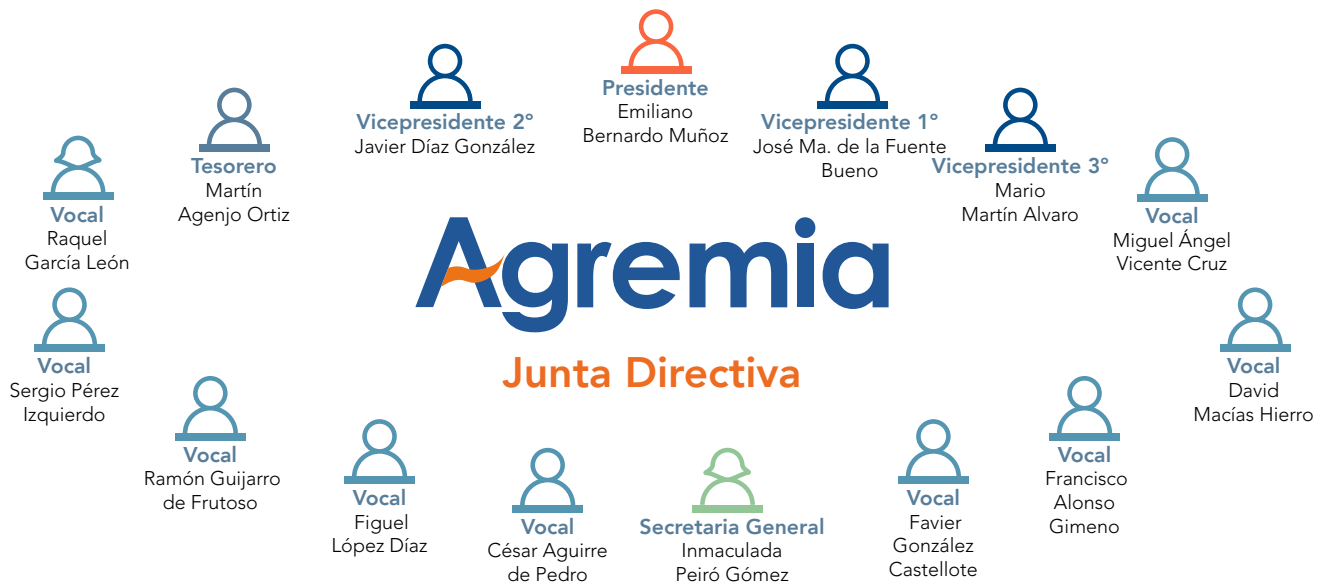 Presidente
Emiliano
Bernardo Muñoz
Vicepresidente 2º
Javier Díaz González
Vicepresidente 1º
José Ma. de la Fuente
Bueno
Tesorero
Martín
Agenjo Ortiz
Vicepresidente 3º
Mario
Martín Alvaro
Vocal
Raquel
García León
Vocal
Miguel Ángel
Vicente Cruz
Agremia
Junta Directiva
Vocal
Sergio Pérez
Izquierdo
Vocal
David
Macías Hierro
Vocal
Ramón Guijarro
de Frutoso
Vocal
Figuel
López Díaz
Vocal
César Aguirre
de Pedro
Secretaria General
Inmaculada
Peiró Gómez
Vocal
Favier
González
Castellote
Vocal
Francisco
Alonso
Gimeno